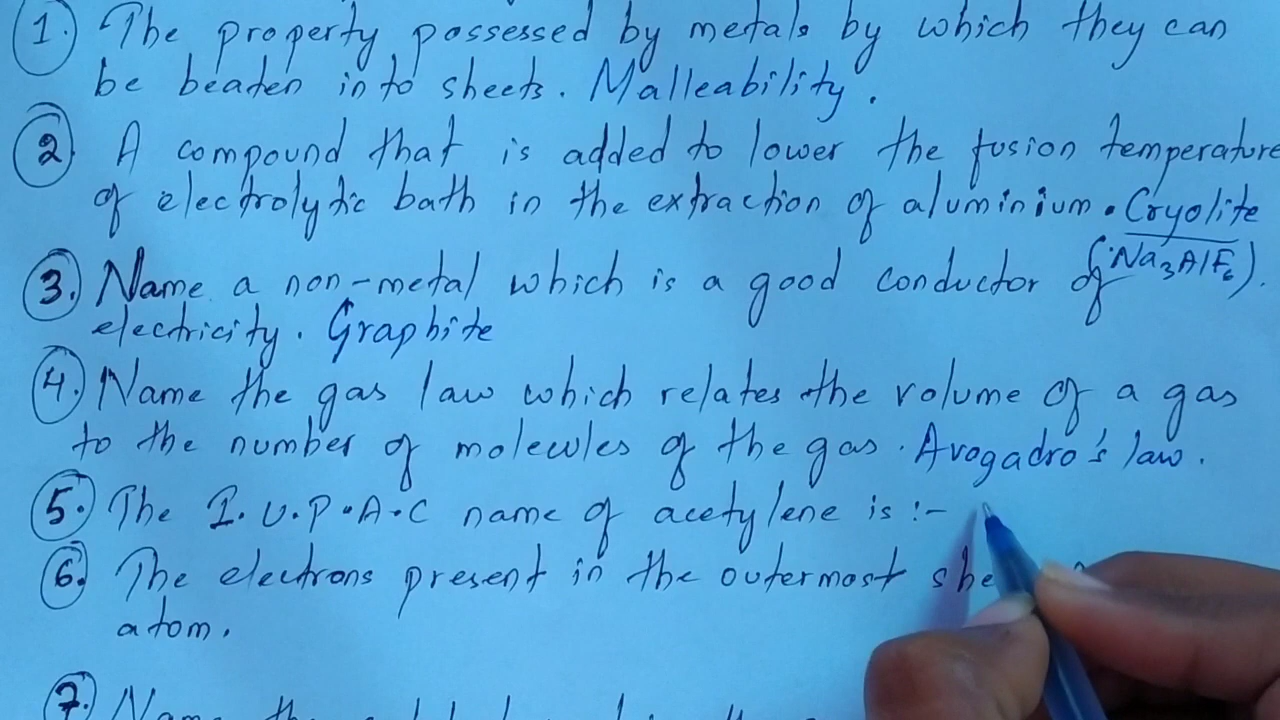 1. The property possessed by metals by which they can
be beaten into sheets. Malleability.
2. A compound that is added to lower the fusion temperature
of electrolytic bath in the extraction of aluminium. Cryolite
(Na₃AlF₆).
3. Name a non-metal which is a good conductor of
electricity. Graphite
4. Name the gas law which relates the volume of a gas
to the number of molecules of the gas. Avogadro's law.
5. The I.U.P.A.C name of acetylene is :-
6. The electrons present in the outermost
atom.
7. Name the